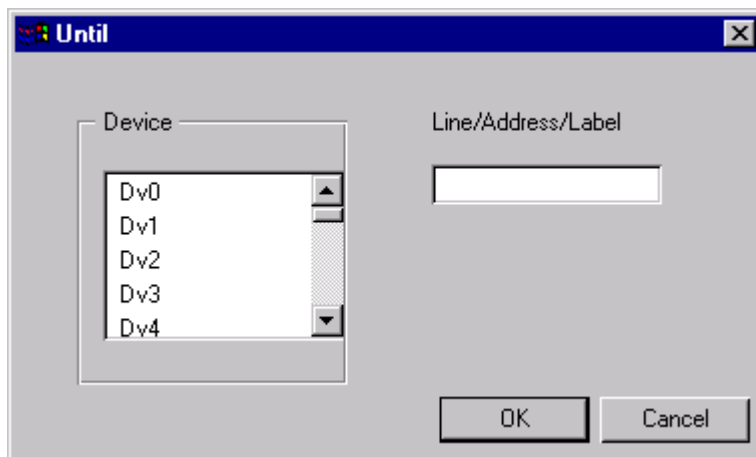 Until
Device
Dv0
Dv1
Dv2
Dv3
Dv4
Line/Address/Label
OK
Cancel